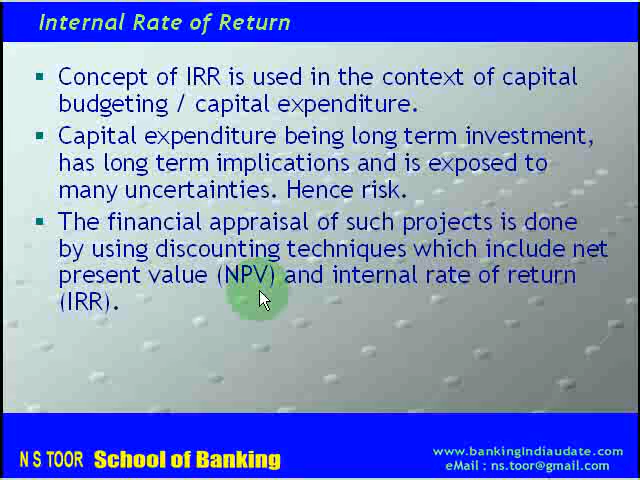 Internal Rate of Return
▪ Concept of IRR is used in the context of capital
budgeting / capital expenditure.
▪ Capital expenditure being long term investment,
has long term implications and is exposed to
many uncertainties. Hence risk.
▪ The financial appraisal of such projects is done
by using discounting techniques which include net
present value (NPV) and internal rate of return
(IRR).
www.bankingindiaudate.com
N S TOOR School of Banking
eMail : ns.toor@gmail.com